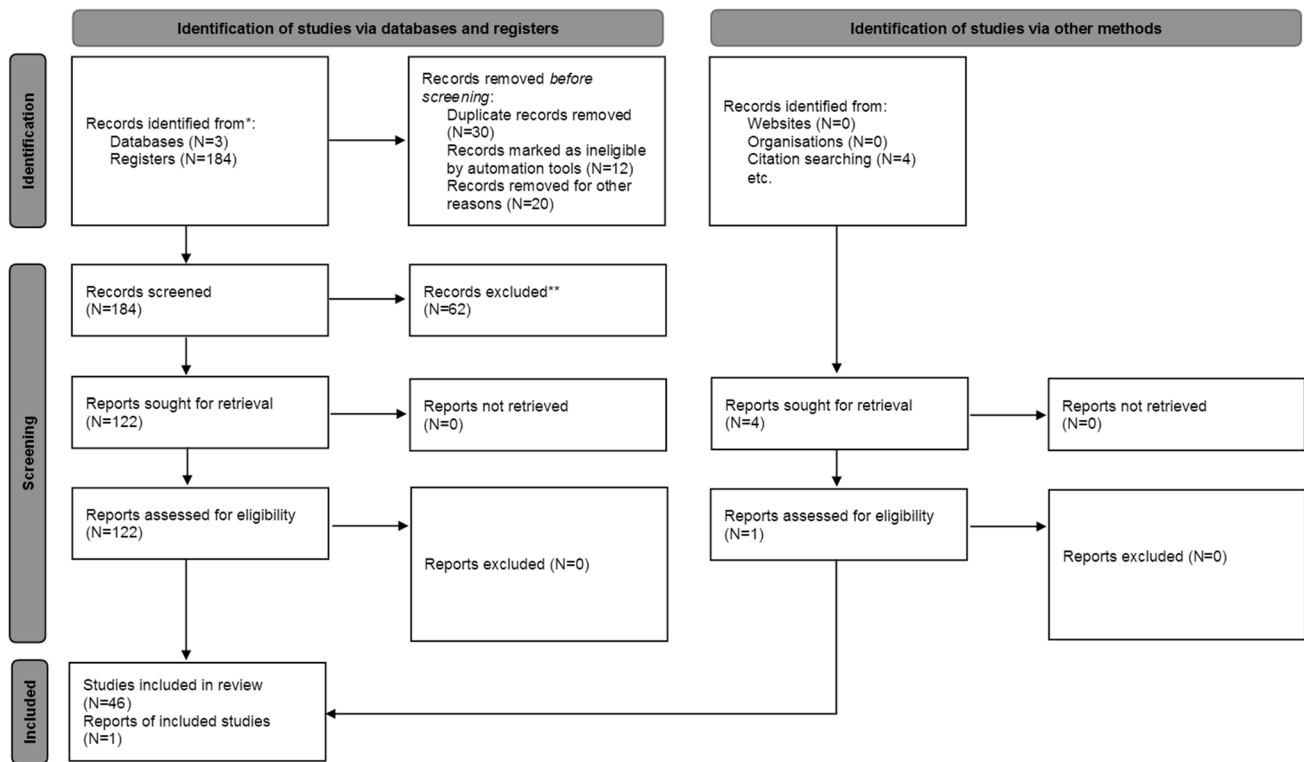 Identification of studies via databases and registers
Identification of studies via other methods
Identification
Records identified from*:
Databases (N=3)
Registers (N=184)
Records removed before
screening:
Duplicate records removed
(N=30)
Records marked as ineligible
by automation tools (N=12)
Records removed for other
reasons (N=20)
Records identified from:
Websites (N=0)
Organisations (N=0)
Citation searching (N=4)
etc.
Screening
Records screened
(N=184)
Records excluded**
(N=62)
Reports sought for retrieval
(N=122)
Reports not retrieved
(N=0)
Reports sought for retrieval
(N=4)
Reports not retrieved
(N=0)
Reports assessed for eligibility
(N=122)
Reports excluded (N=0)
Reports assessed for eligibility
(N=1)
Reports excluded (N=0)
Included
Studies included in review
(N=46)
Reports of included studies
(N=1)